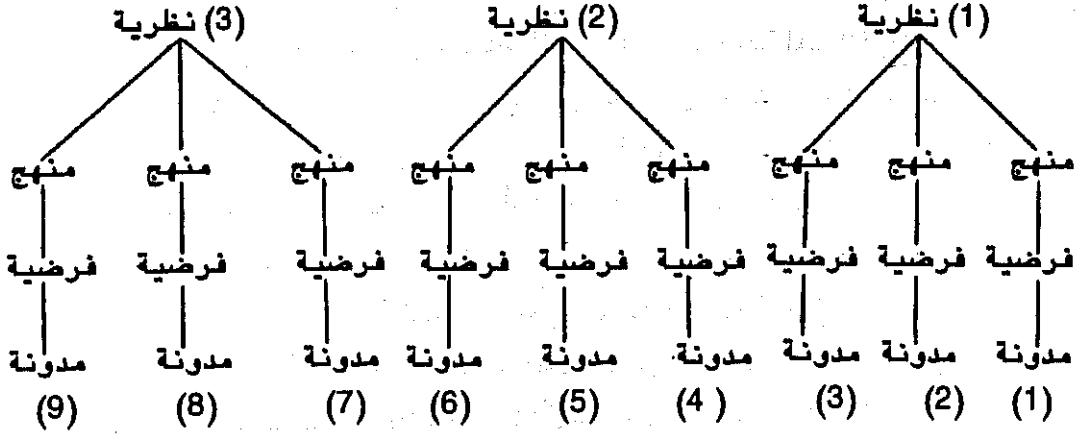 (1) نظرية (2) نظرية (3) نظرية
منهج منهج منهج منهج منهج منهج منهج منهج منهج
فرضية فرضية فرضية فرضية فرضية فرضية فرضية فرضية فرضية
مدونة مدونة مدونة مدونة مدونة مدونة مدونة مدونة مدونة
(1) (2) (3) (4) (5) (6) (7) (8) (9)